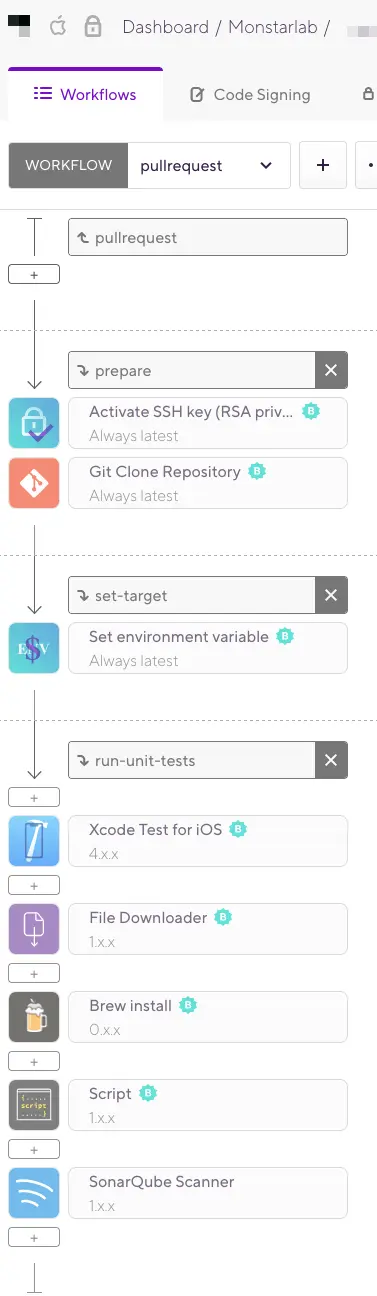 Dashboard / Monstarlab /
Workflows
Code Signing
WORKFLOW
pullrequest
+
pullrequest
+
prepare
Activate SSH key (RSA priv...
Always latest
Git Clone Repository
Always latest
set-target
Set environment variable
Always latest
run-unit-tests
+
Xcode Test for iOS
4.x.x
+
File Downloader
1.x.x
+
Brew install
0.x.x
+
Script
1.x.x
+
SonarQube Scanner
1.x.x
+